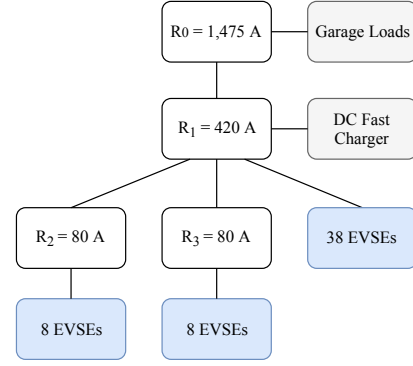 R0 = 1,475 A
Garage Loads
R₁ = 420 A
DC Fast
Charger
R₂ = 80 A
R₃ = 80 A
38 EVSEs
8 EVSEs
8 EVSEs